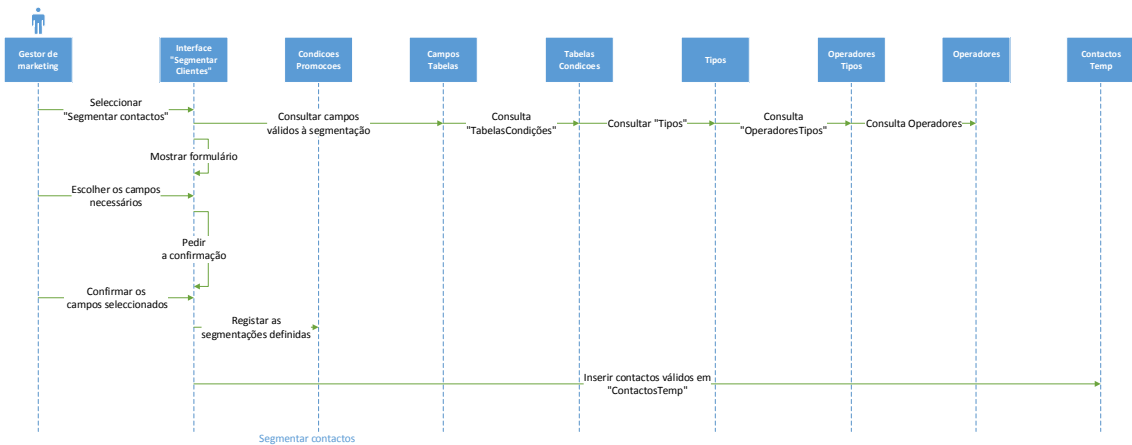 Gestor de
marketing
Interface
"Segmentar
Clientes"
Condicoes
Promocoes
Campos
Tabelas
Tabelas
Condicoes
Tipos
Operadores
Tipos
Operadores
Contactos
Temp
Seleccionar
"Segmentar contactos"
Consultar campos
válidos à segmentação
Consulta
"TabelasCondições"
Consultar "Tipos"
Consulta
"OperadoresTipos"
Consulta Operadores
Mostrar formulário
Escolher os campos
necessários
Pedir
a confirmação
Confirmar os
campos seleccionados
Registar as
segmentações definidas
Inserir contactos válidos em
"ContactosTemp"
Segmentar contactos